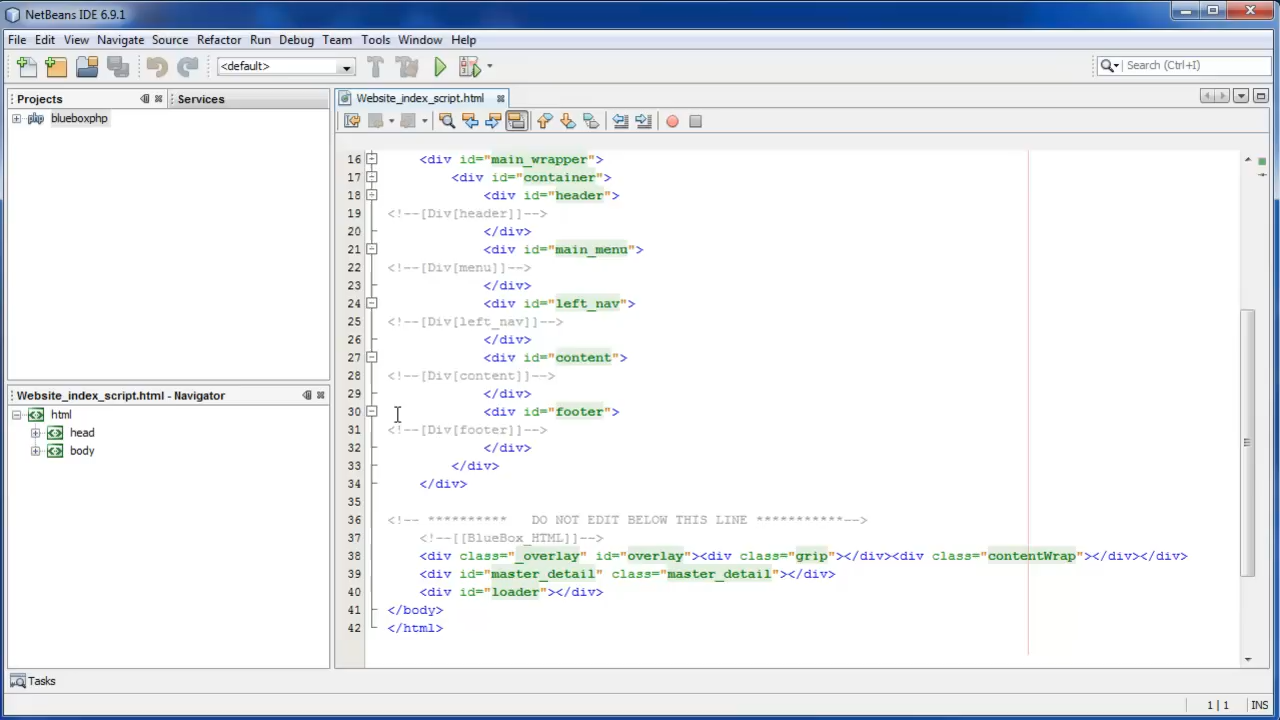 NetBeans IDE 6.9.1
File Edit View Navigate Source Refactor Run Debug Team Tools Window Help
<default>
Search (Ctrl+I)
Projects
Services
blueboxphp
Website_index_script.html - Navigator
html
head
body
Website_index_script.html
16 <div id="main_wrapper">
17 <div id="container">
18 <div id="header">
19 <!--[Div[header]]-->
20 </div>
21 <div id="main_menu">
22 <!--[Div[menu]]-->
23 </div>
24 <div id="left_nav">
25 <!--[Div[left_nav]]-->
26 </div>
27 <div id="content">
28 <!--[Div[content]]-->
29 </div>
30 <div id="footer">
31 <!--[Div[footer]]-->
32 </div>
33 </div>
34 </div>
35
36 <!-- ********** DO NOT EDIT BELOW THIS LINE ***********-->
37 <!--[[BlueBox_HTML]]-->
38 <div class="_overlay" id="overlay"><div class="grip"></div><div class="contentWrap"></div></div>
39 <div id="master_detail" class="master_detail"></div>
40 <div id="loader"></div>
41 </body>
42 </html>
Tasks
1 | 1 INS